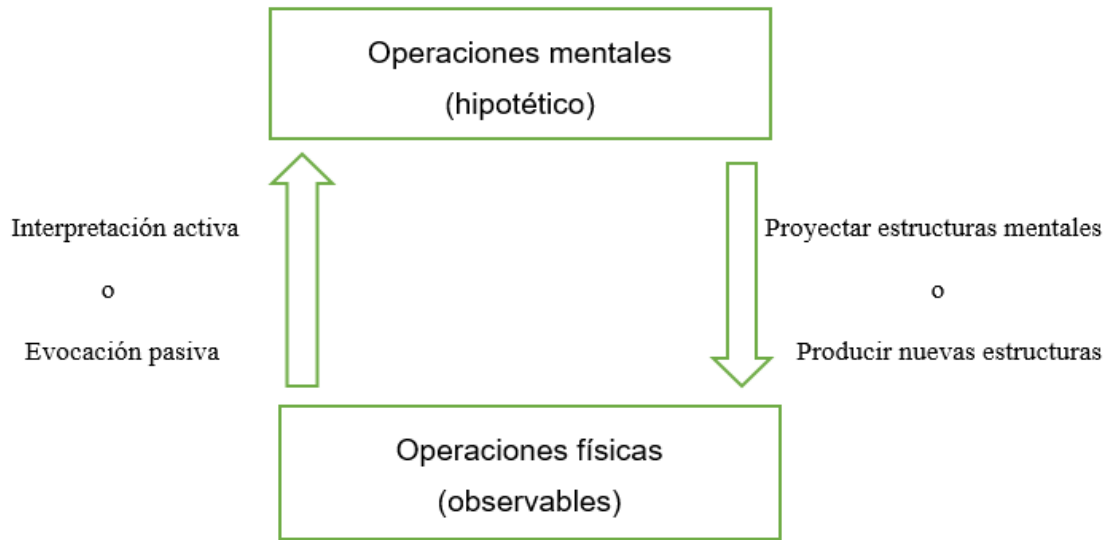 Operaciones mentales
(hipotético)
Interpretación activa
o
Evocación pasiva
Proyectar estructuras mentales
o
Producir nuevas estructuras
Operaciones físicas
(observables)